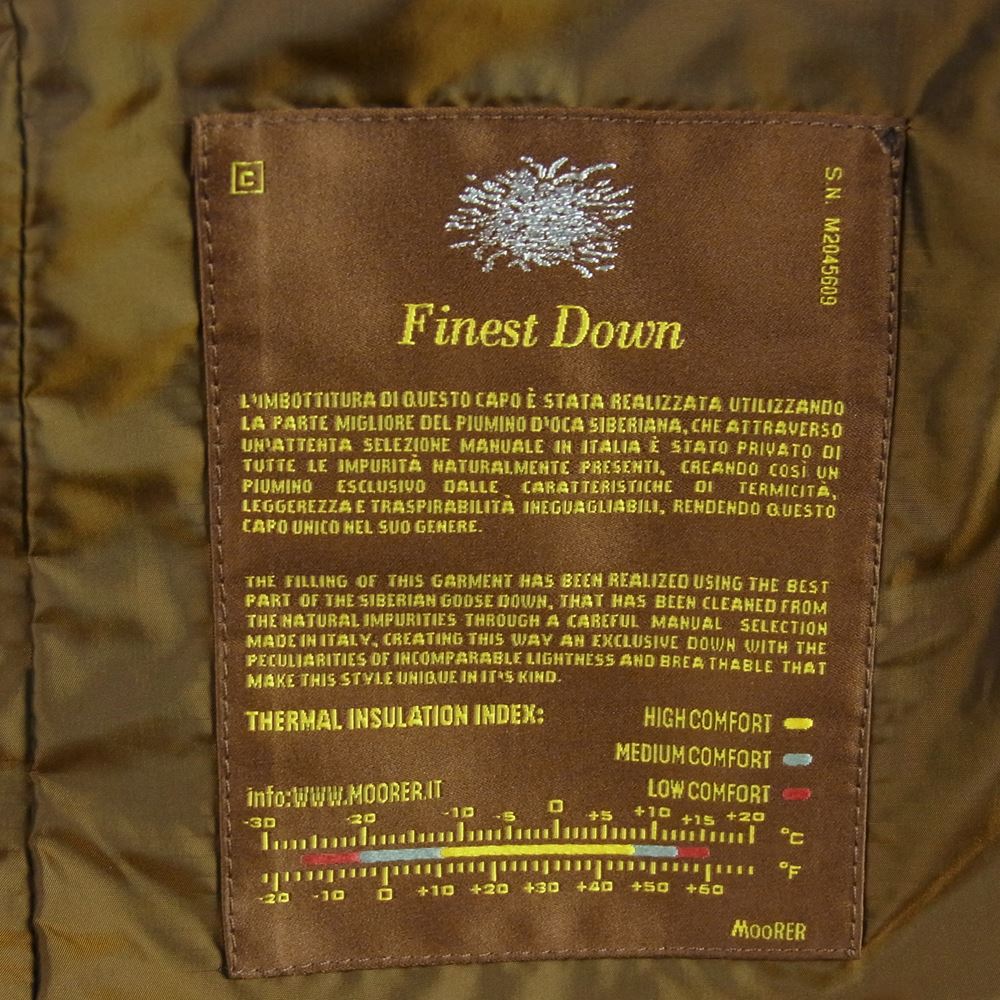 C
S.N. M2045609
Finest Down
L'IMBOTTITURA DI QUESTO CAPO È STATA REALIZZATA UTILIZZANDO
LA PARTE MIGLIORE DEL PIUMINO D'OCA SIBERIANA, CHE ATTRAVERSO
UN'ATTENTA SELEZIONE MANUALE IN ITALIA È STATO PRIVATO DI
TUTTE LE IMPURITÀ NATURALMENTE PRESENTI, CREANDO COSÌ UN
PIUMINO ESCLUSIVO DALLE CARATTERISTICHE DI TERMICITÀ,
LEGGEREZZA E TRASPIRABILITÀ INEGUAGLIABILI, RENDENDO QUESTO
CAPO UNICO NEL SUO GENERE.
THE FILLING OF THIS GARMENT HAS BEEN REALIZED USING THE BEST
PART OF THE SIBERIAN GOOSE DOWN, THAT HAS BEEN CLEANED FROM
THE NATURAL IMPURITIES THROUGH A CAREFUL MANUAL SELECTION
MADE IN ITALY, CREATING THIS WAY AN EXCLUSIVE DOWN WITH THE
PECULIARITIES OF INCOMPARABLE LIGHTNESS AND BREATHABLE THAT
MAKE THIS STYLE UNIQUE IN IT'S KIND.
THERMAL INSULATION INDEX: HIGH COMFORT
MEDIUM COMFORT
info:WWW.MOORER.IT LOW COMFORT
-30 -20 -10 -5 0 +5 +10 +15 +20 °C
-20 -10 0 +10 +20 +30 +40 +50 +60 °F
MooRER